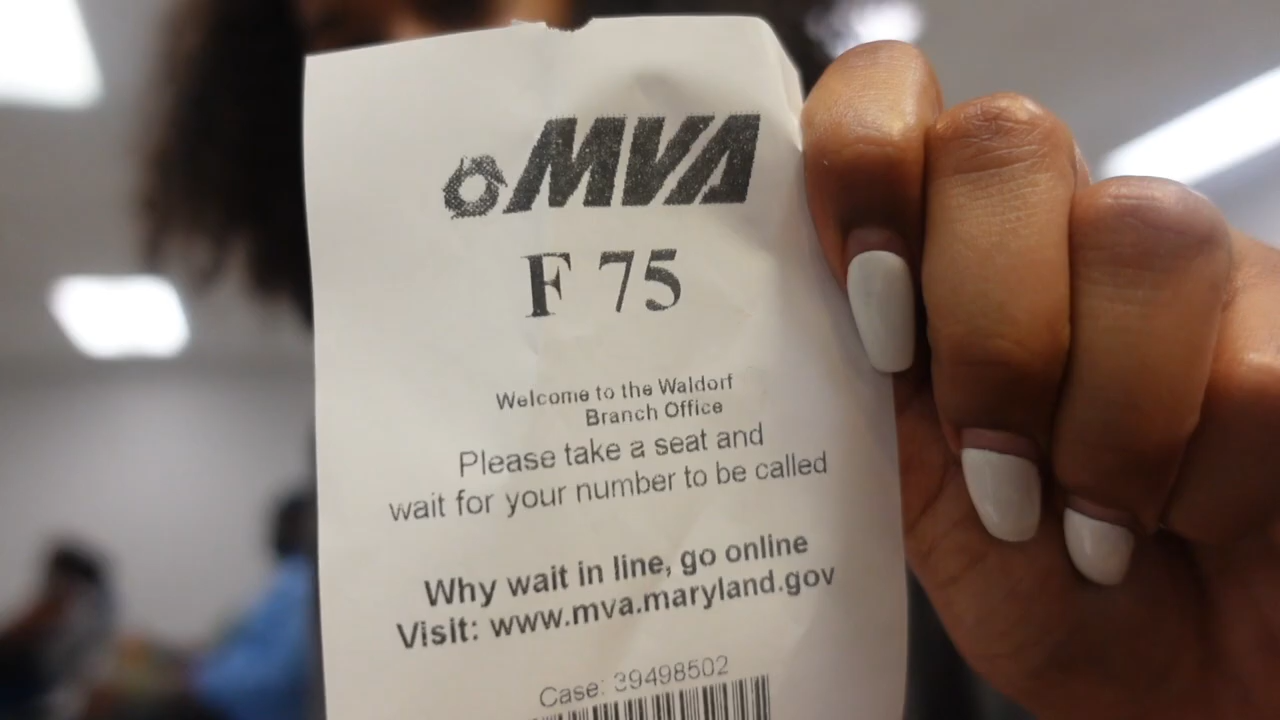 MVA
F 75
Welcome to the Waldorf
Branch Office
Please take a seat and
wait for your number to be called
Why wait in line, go online
Visit: www.mva.maryland.gov
Case: 39498502